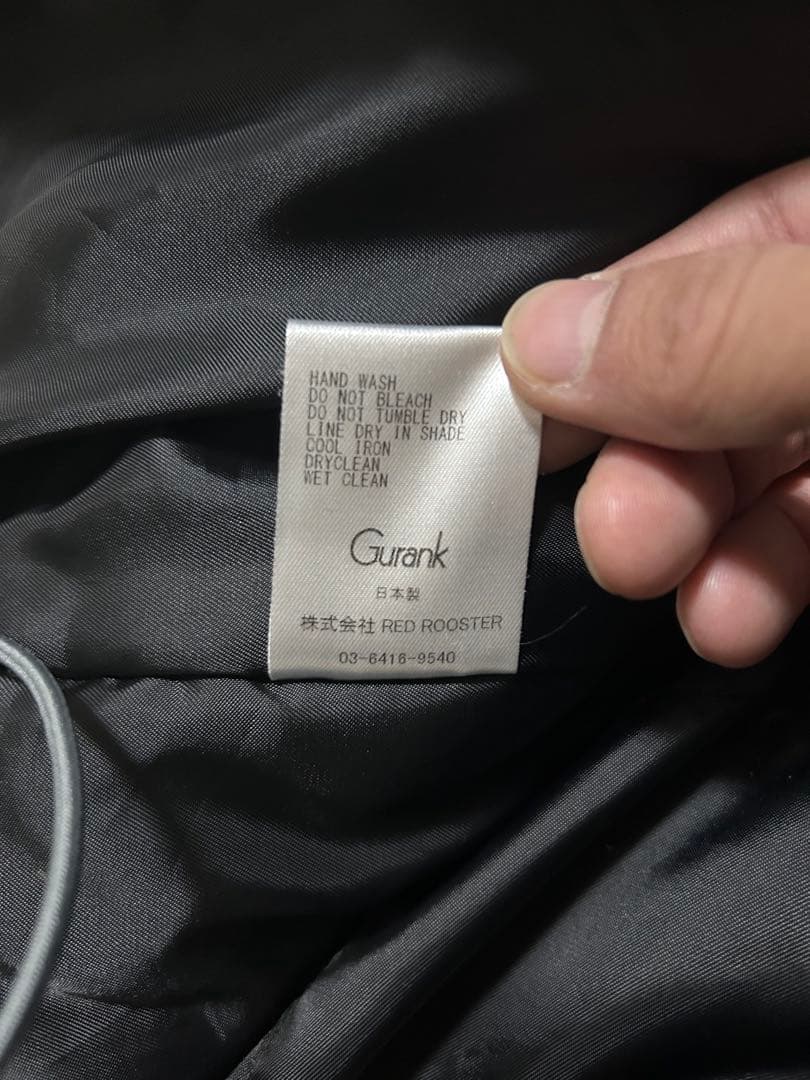 HAND WASH
DO NOT BLEACH
DO NOT TUMBLE DRY
LINE DRY IN SHADE
COOL IRON
DRYCLEAN
WET CLEAN
Gurank
日本製
株式会社 RED ROOSTER
03-6416-9540